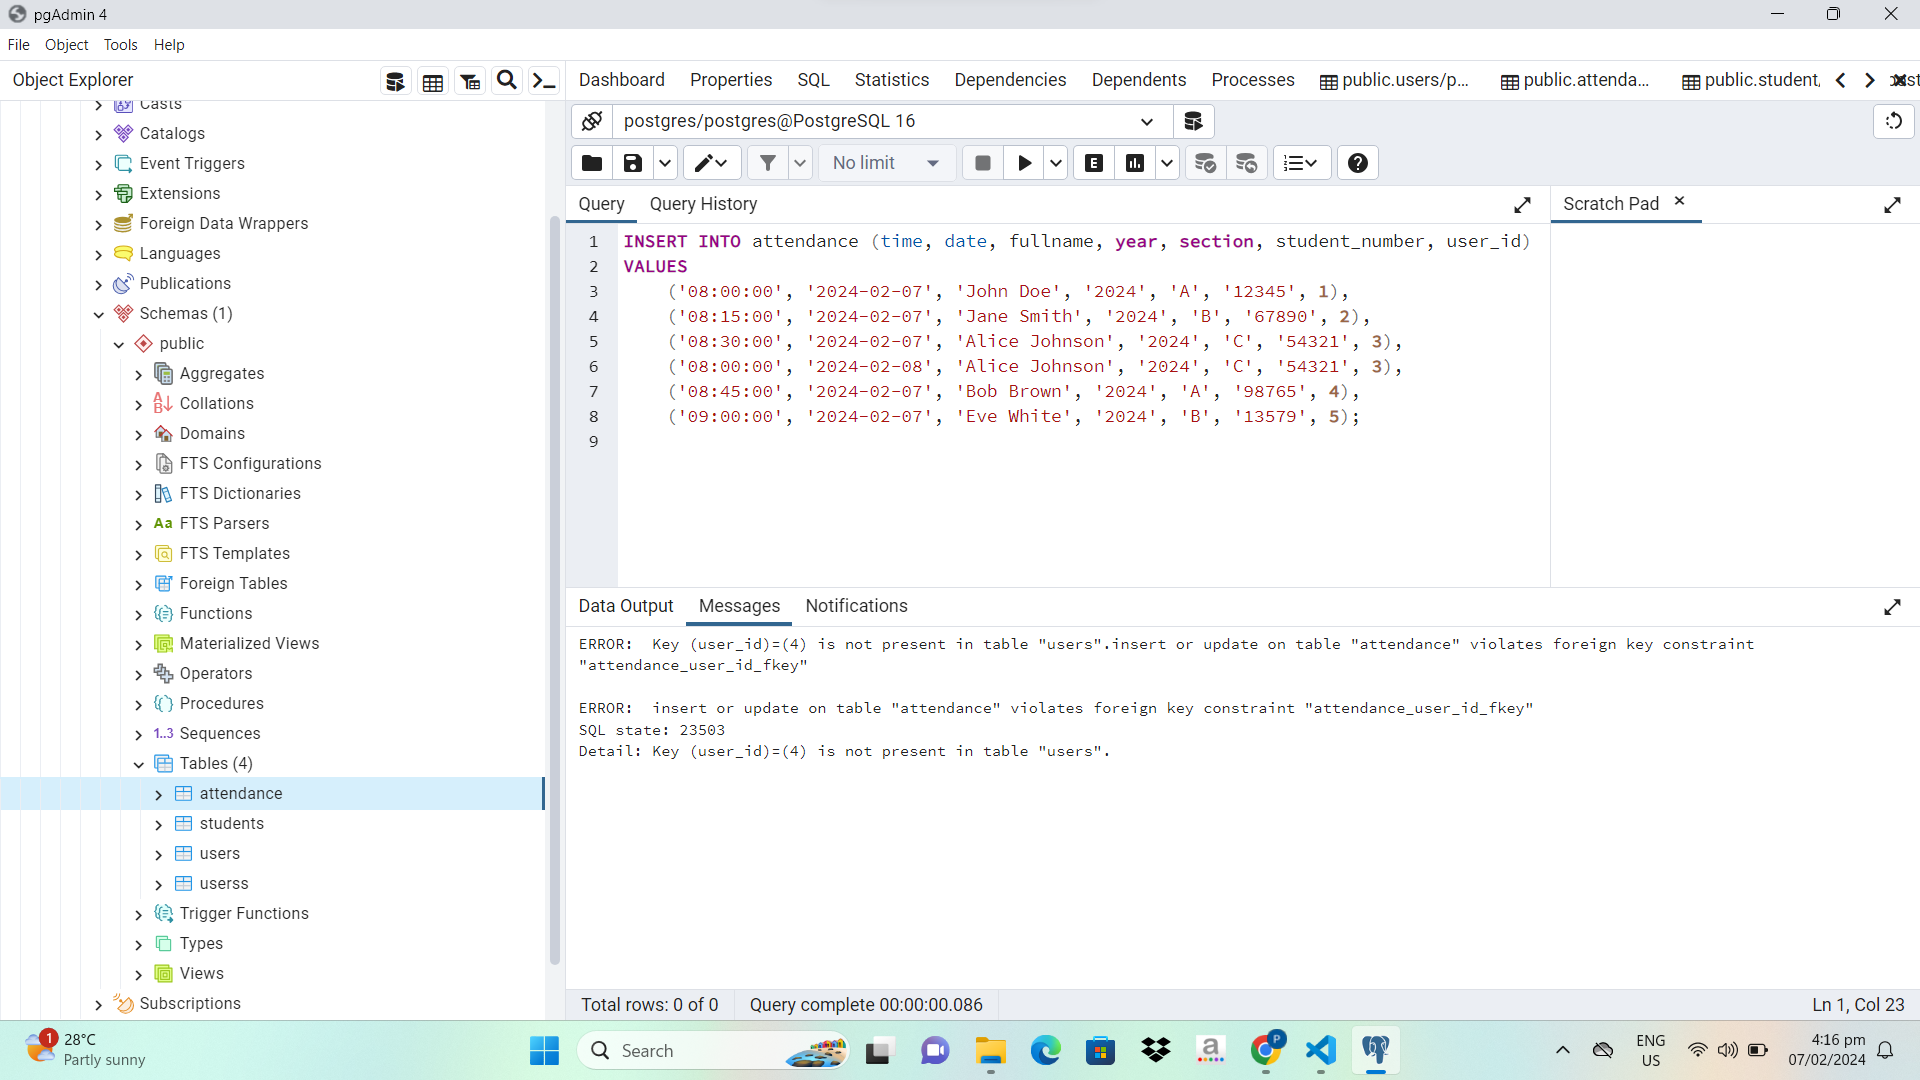 pgAdmin 4
File Object Tools Help
Object Explorer
Dashboard Properties SQL Statistics Dependencies Dependents Processes public.users/p... public.attenda... public.student
postgres/postgres@PostgreSQL 16
No limit
E
Query Query History
Scratch Pad
Casts
Catalogs
Event Triggers
Extensions
Foreign Data Wrappers
Languages
Publications
Schemas (1)
public
Aggregates
Collations
Domains
FTS Configurations
FTS Dictionaries
Aa FTS Parsers
FTS Templates
Foreign Tables
Functions
Materialized Views
Operators
Procedures
1..3 Sequences
Tables (4)
attendance
students
users
userss
Trigger Functions
Types
Views
Subscriptions
1 INSERT INTO attendance (time, date, fullname, year, section, student_number, user_id)
2 VALUES
3 ('08:00:00', '2024-02-07', 'John Doe', '2024', 'A', '12345', 1),
4 ('08:15:00', '2024-02-07', 'Jane Smith', '2024', 'B', '67890', 2),
5 ('08:30:00', '2024-02-07', 'Alice Johnson', '2024', 'C', '54321', 3),
6 ('08:00:00', '2024-02-08', 'Alice Johnson', '2024', 'C', '54321', 3),
7 ('08:45:00', '2024-02-07', 'Bob Brown', '2024', 'A', '98765', 4),
8 ('09:00:00', '2024-02-07', 'Eve White', '2024', 'B', '13579', 5);
9
Data Output Messages Notifications
ERROR:  Key (user_id)=(4) is not present in table "users".insert or update on table "attendance" violates foreign key constraint
"attendance_user_id_fkey"
ERROR:  insert or update on table "attendance" violates foreign key constraint "attendance_user_id_fkey"
SQL state: 23503
Detail: Key (user_id)=(4) is not present in table "users".
Total rows: 0 of 0
Query complete 00:00:00.086
Ln 1, Col 23
1
28°C
Partly sunny
Search
a
P
ENG
US
4:16 pm
07/02/2024